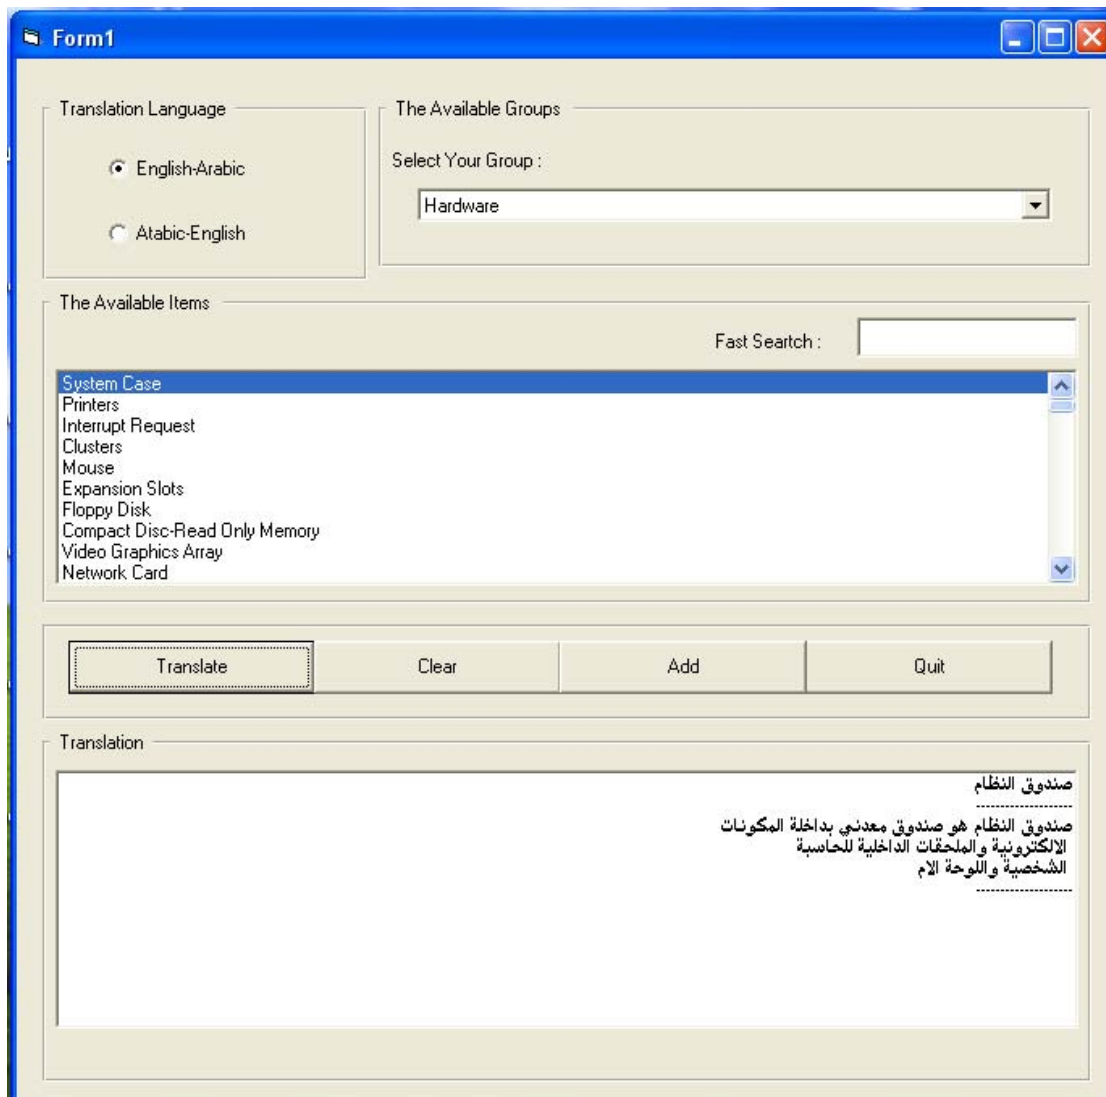 Form1
Translation Language
The Available Groups
English-Arabic
Select Your Group :
Hardware
Atabic-English
The Available Items
Fast Seartch :
System Case
Printers
Interrupt Request
Clusters
Mouse
Expansion Slots
Floppy Disk
Compact Disc-Read Only Memory
Video Graphics Array
Network Card
Translate
Clear
Add
Quit
Translation
صندوق النظام
--------------------
صندوق النظام هو صندوق معدني بداخلة المكونات
الالكترونية والملحقات الداخلية للحاسبة
الشخصية واللوحة الام
--------------------